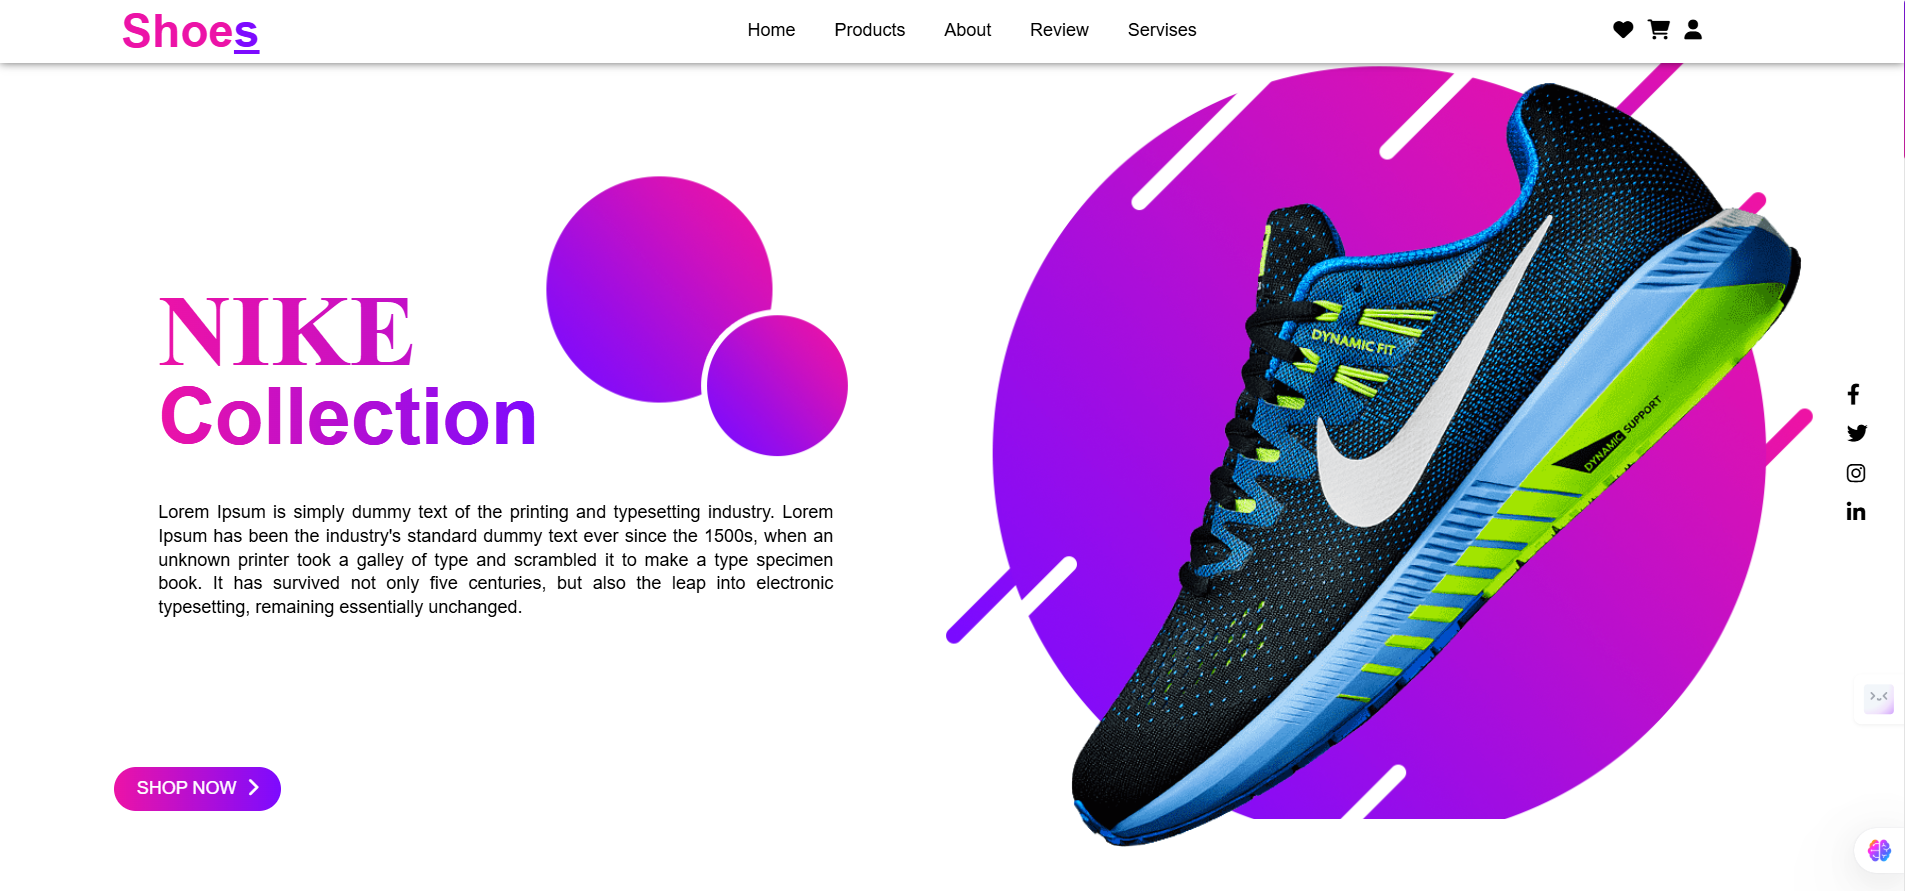 Shoes
Home Products About Review Servises
NIKE
Collection
Lorem Ipsum is simply dummy text of the printing and typesetting industry. Lorem
Ipsum has been the industry's standard dummy text ever since the 1500s, when an
unknown printer took a galley of type and scrambled it to make a type specimen
book. It has survived not only five centuries, but also the leap into electronic
typesetting, remaining essentially unchanged.
SHOP NOW
DYNAMIC FIT
DYNAMIC SUPPORT